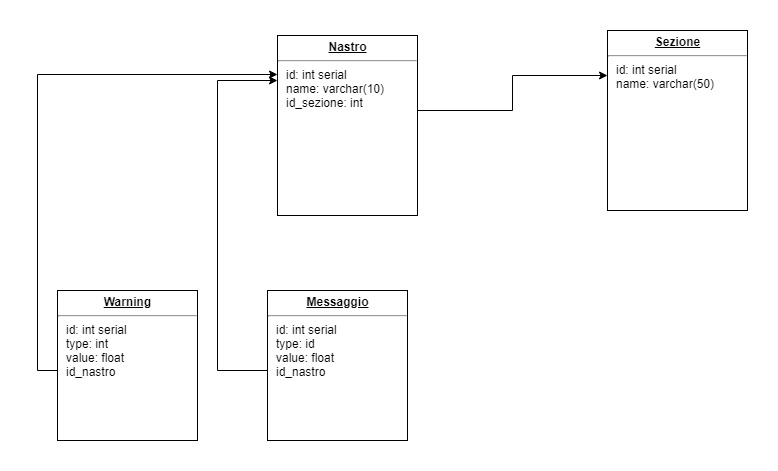 Nastro
id: int serial
name: varchar(10)
id_sezione: int
Sezione
id: int serial
name: varchar(50)
Warning
id: int serial
type: int
value: float
id_nastro
Messaggio
id: int serial
type: id
value: float
id_nastro